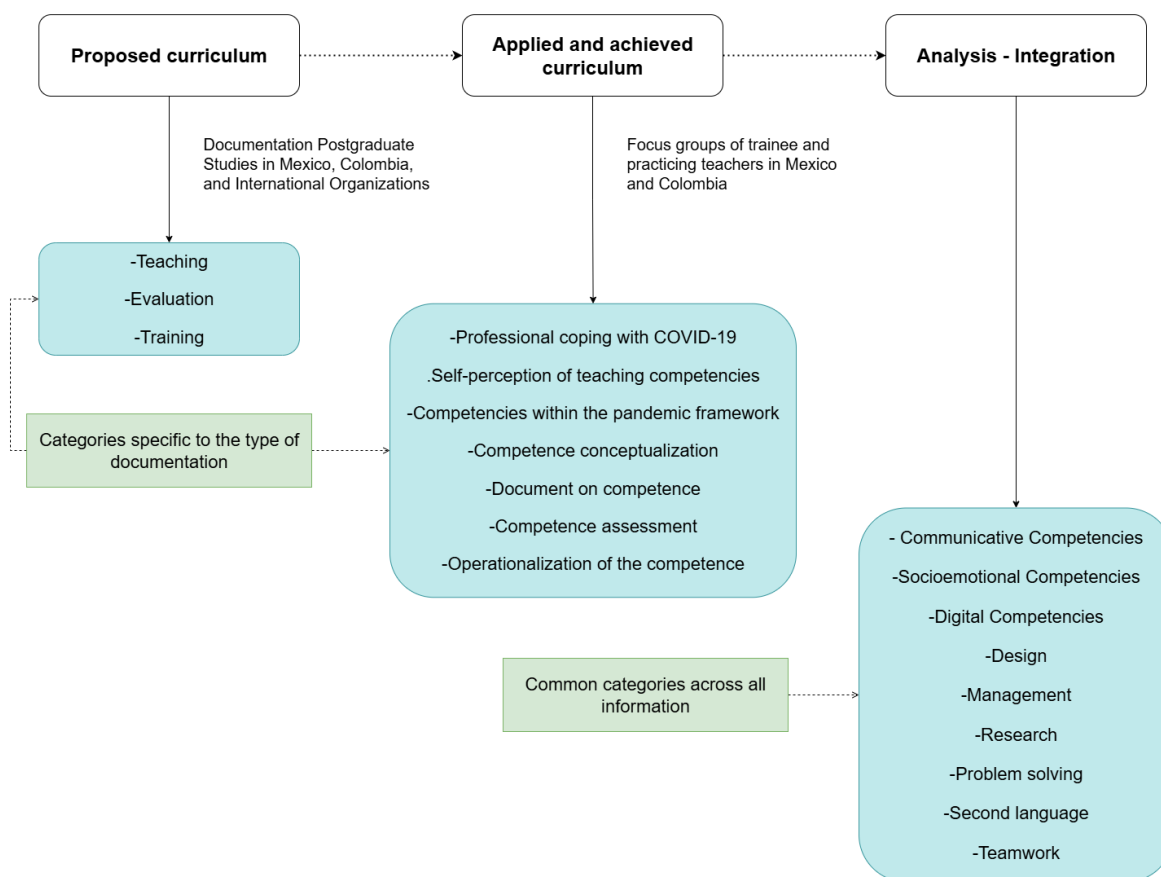 Proposed curriculum
Applied and achieved
curriculum
Analysis - Integration
Documentation Postgraduate
Studies in Mexico, Colombia,
and International Organizations
Focus groups of trainee and
practicing teachers in Mexico
and Colombia
-Teaching
-Evaluation
-Training
-Professional coping with COVID-19
.Self-perception of teaching competencies
-Competencies within the pandemic framework
-Competence conceptualization
-Document on competence
-Competence assessment
-Operationalization of the competence
Categories specific to the type of
documentation
- Communicative Competencies
-Socioemotional Competencies
-Digital Competencies
-Design
-Management
-Research
-Problem solving
-Second language
-Teamwork
Common categories across all
information